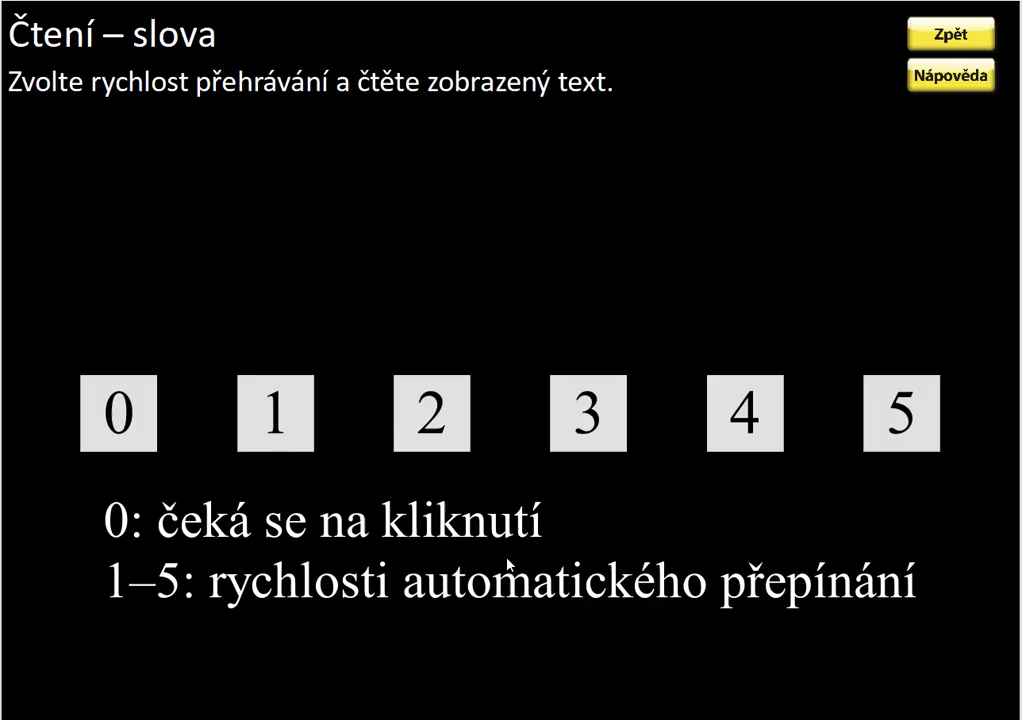 Čtení – slova
Zpět
Zvolte rychlost přehrávání a čtěte zobrazený text.
Nápověda
0 1 2 3 4 5
0: čeká se na kliknutí
1–5: rychlosti automatického přepínání